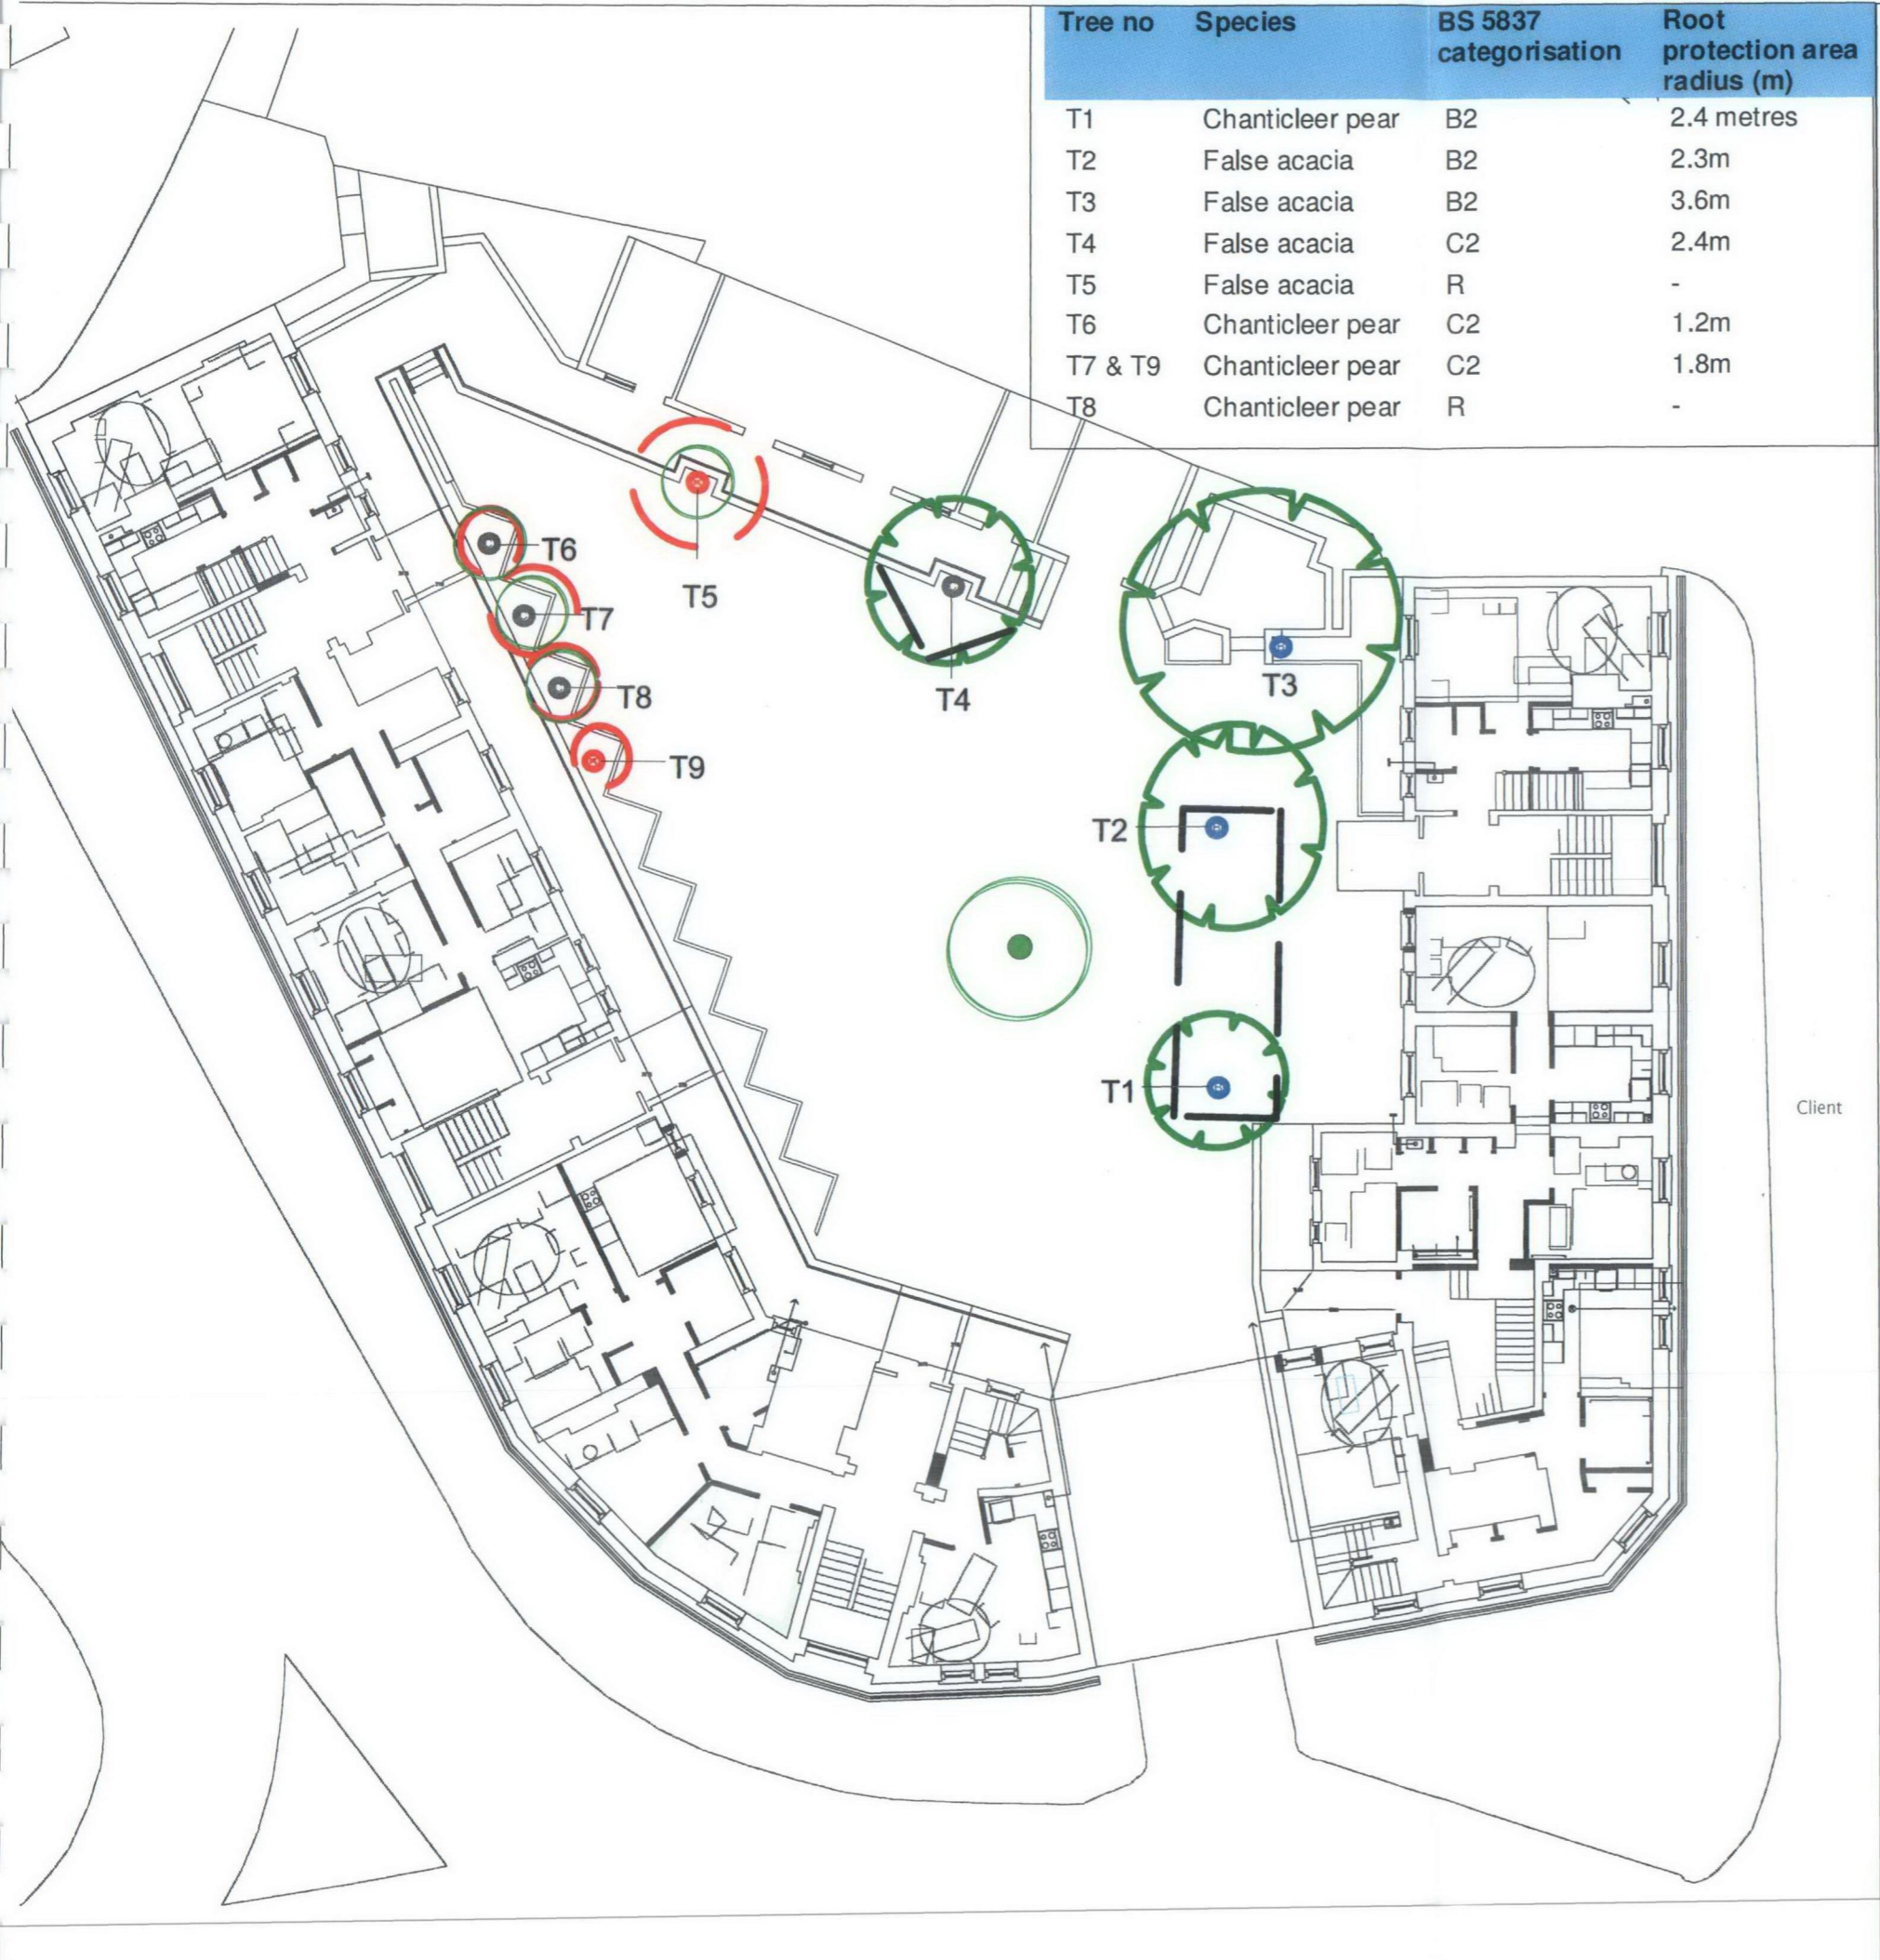 Tree no Species BS 5837 categorisation Root protection area radius (m)
T1 Chanticleer pear B2 2.4 metres
T2 False acacia B2 2.3m
T3 False acacia B2 3.6m
T4 False acacia C2 2.4m
T5 False acacia R -
T6 Chanticleer pear C2 1.2m
T7 & T9 Chanticleer pear C2 1.8m
T8 Chanticleer pear R -
T6
T5
T7
T8
T4
T3
T9
T2
T1
Client